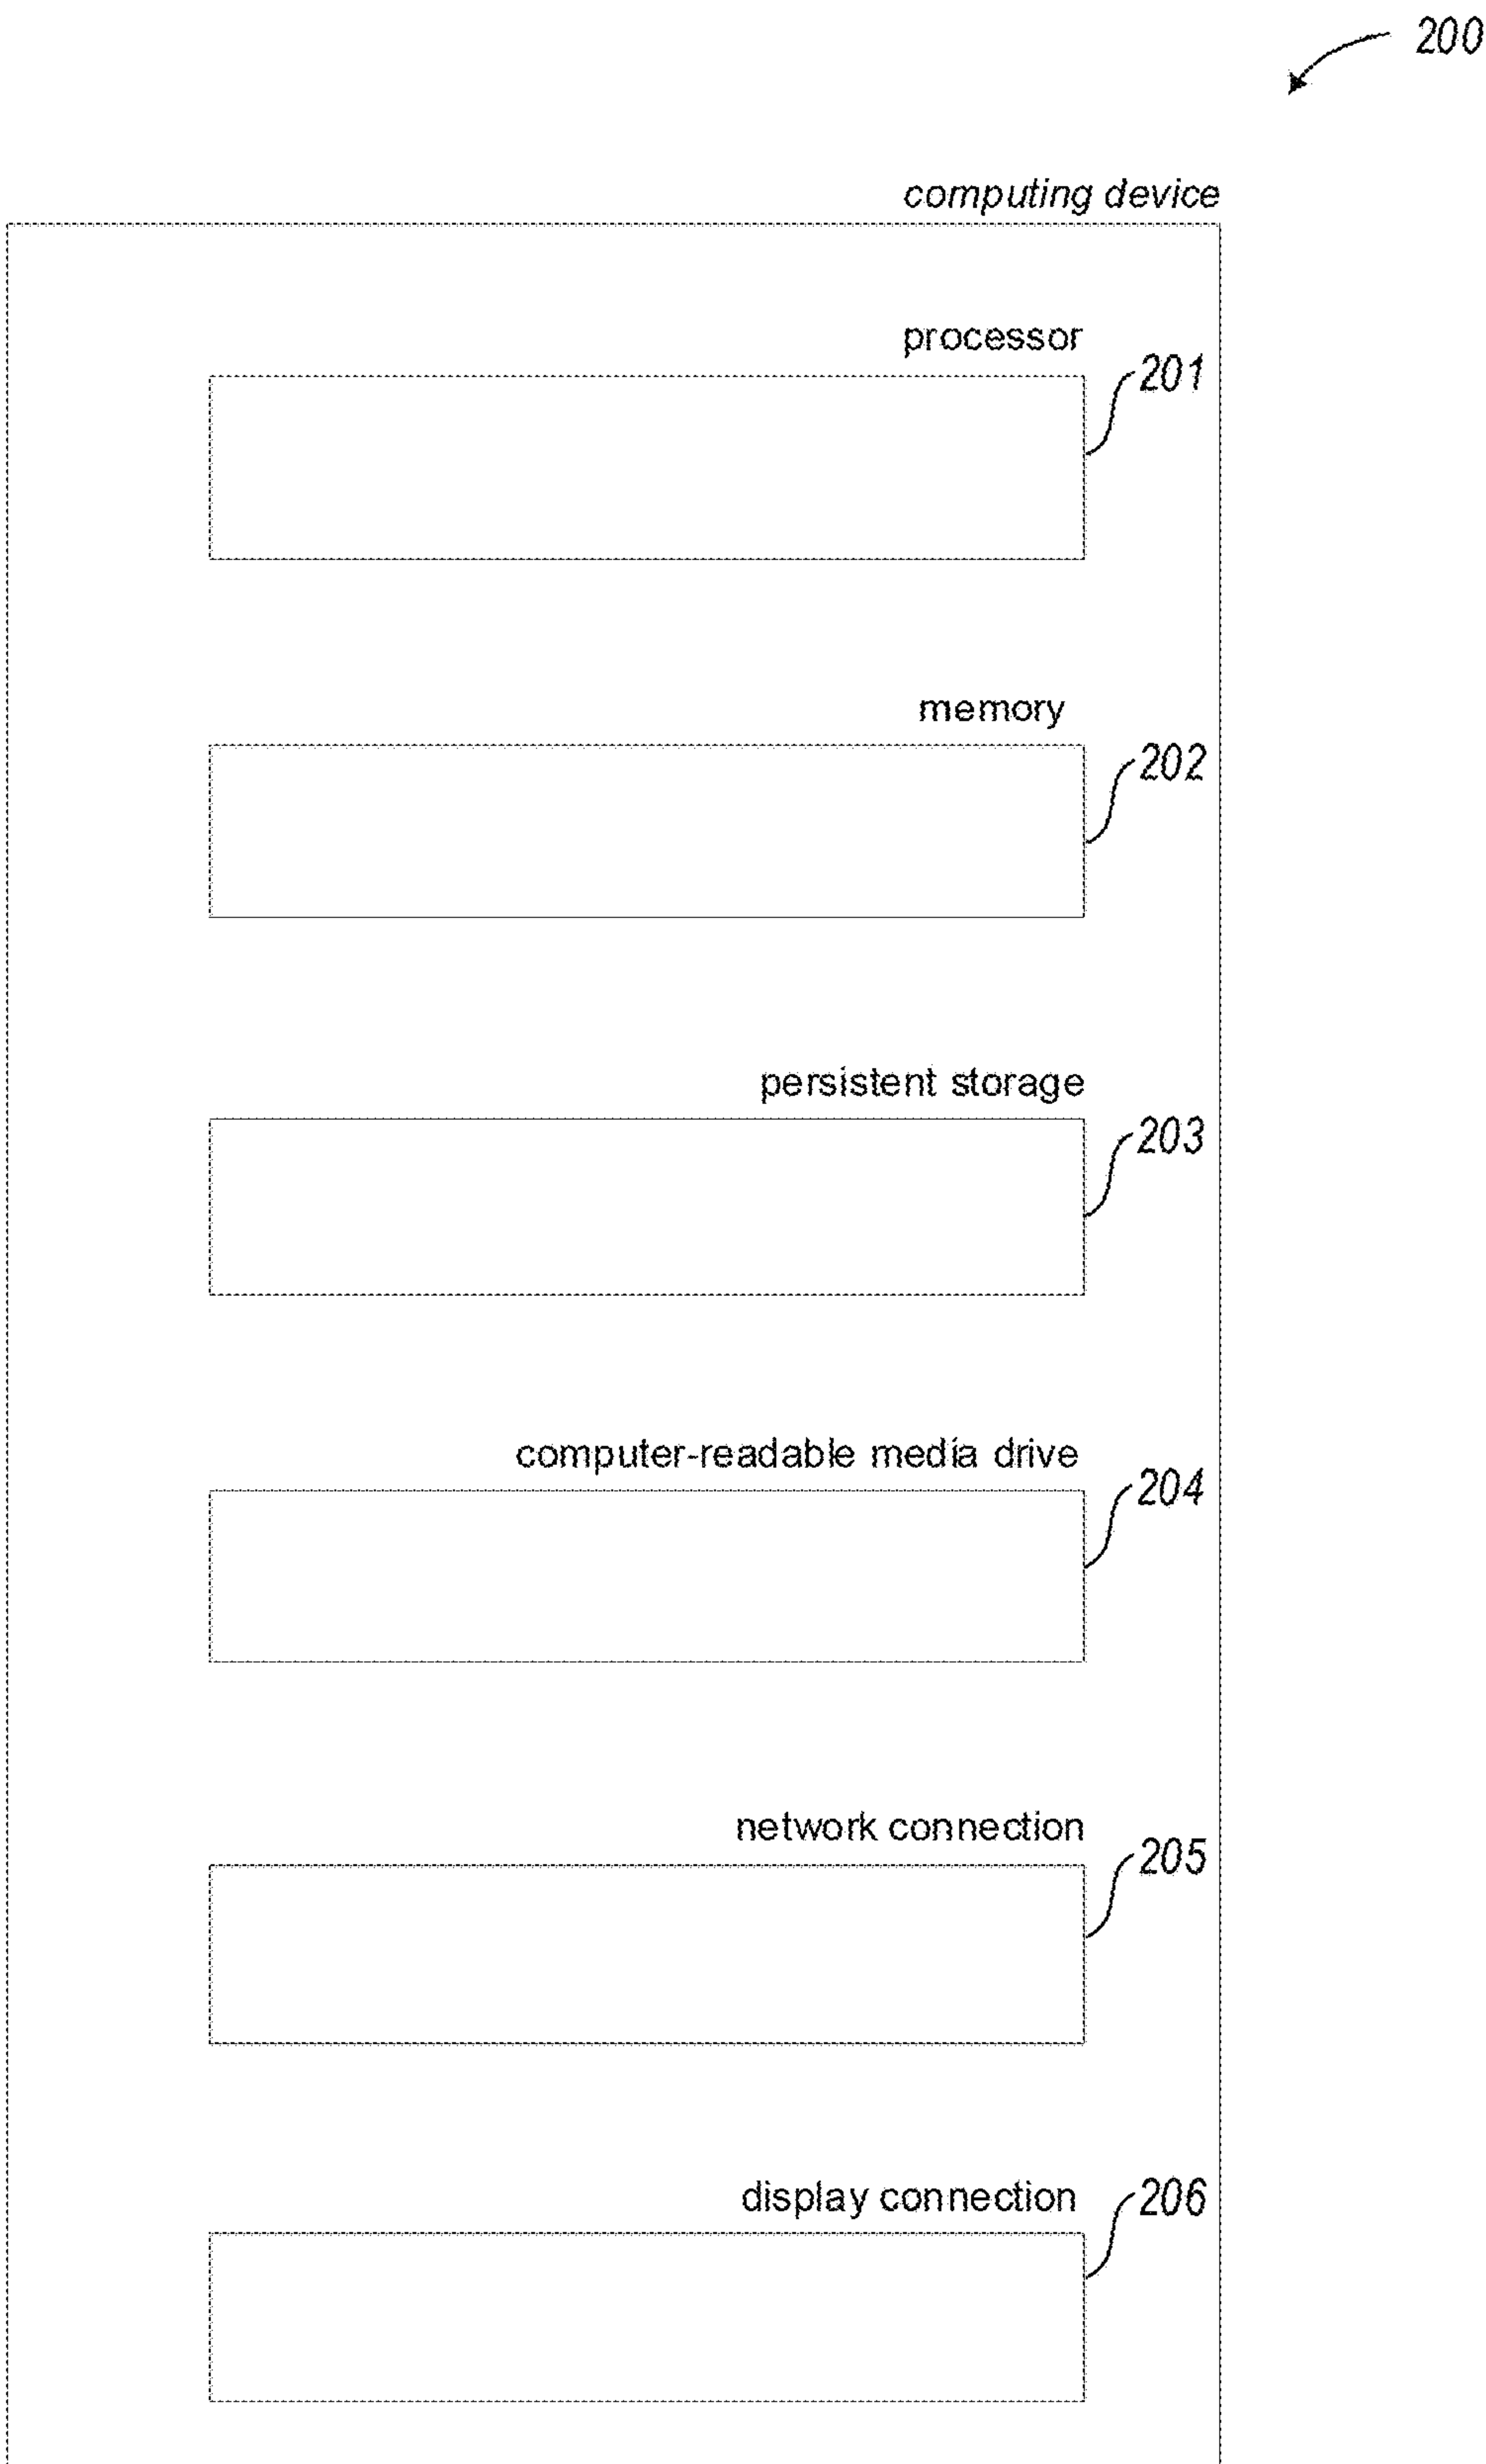 200
computing device
processor
201
memory
202
persistent storage
203
computer-readable media drive
204
network connection
205
display connection
206